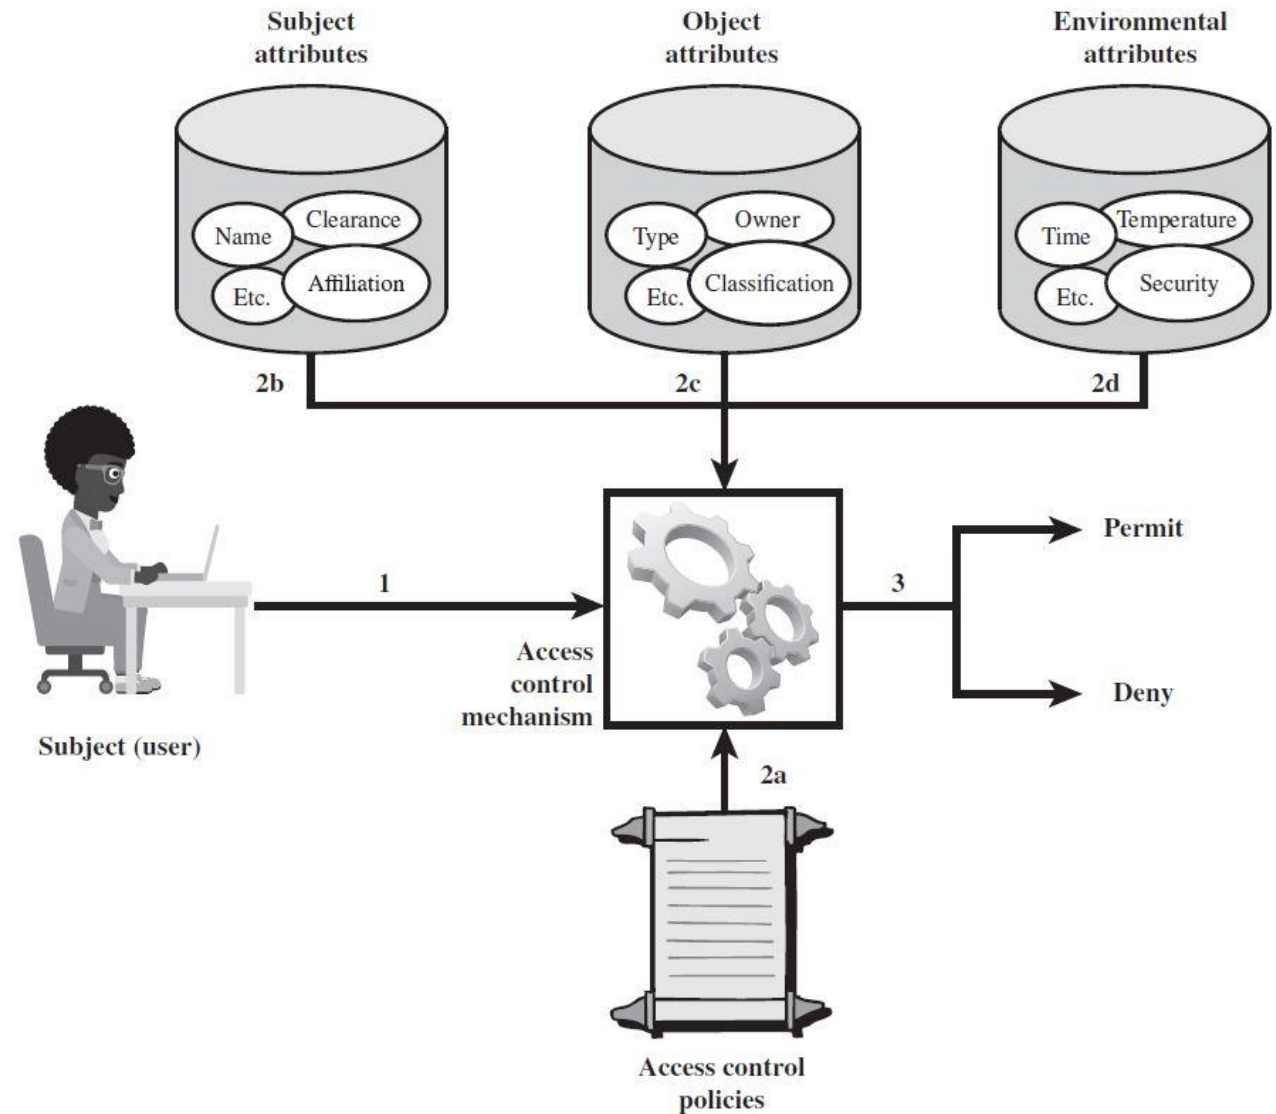 Subject
attributes
Object
attributes
Environmental
attributes
Name
Clearance
Affiliation
Etc.
Type
Owner
Classification
Etc.
Time
Temperature
Security
Etc.
2b
2c
2d
1
Access
control
mechanism
3
Permit
Deny
Subject (user)
2a
Access control
policies